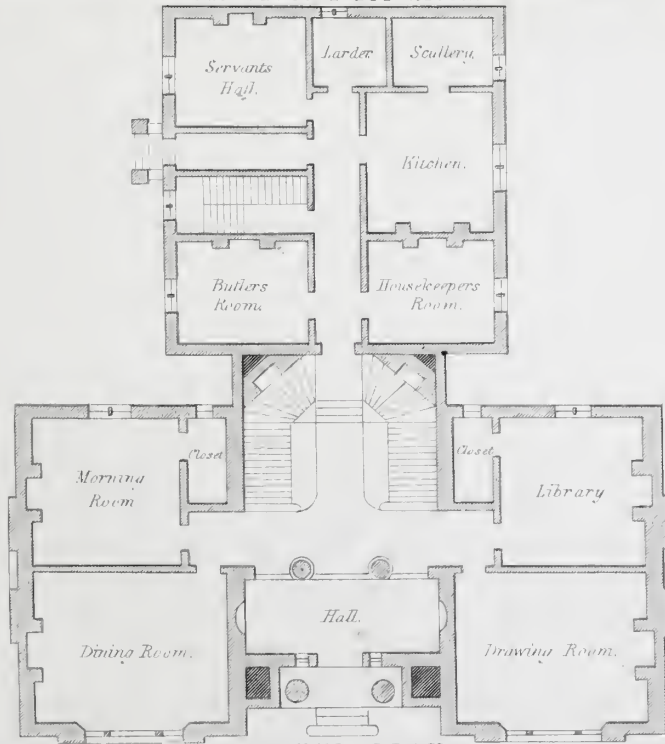 Servants
Hall.
Larder
Scullery.
Kitchen.
Butlers
Room.
Housekeepers
Room.
Morning
Room
Closet
Closet
Library
Hall.
Dining Room.
Drawing Room.